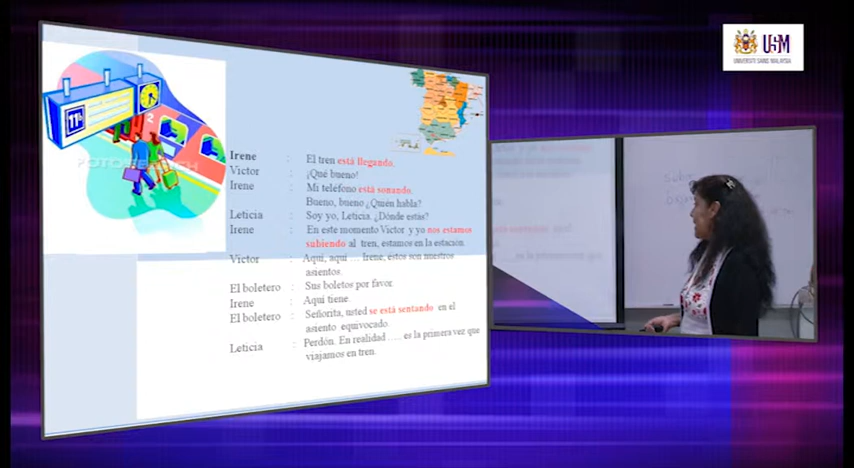 USM
UNIVERSITI SAINS MALAYSIA
11
2
Irene : El tren está llegando.
Victor : ¡Qué bueno!
Irene : Mi teléfono está sonando.
Bueno, bueno ¿Quién habla?
Leticia : Soy yo, Leticia. ¿Dónde estás?
Irene : En este momento Victor y yo nos estamos
subiendo al tren, estamos en la estación.
Victor : Aquí, aquí .... Irene, éstos son nuestros
asientos.
El boletero : Sus boletos por favor.
Irene : Aquí tiene.
El boletero : Señorita, usted se está sentando en el
asiento equivocado.
Leticia : Perdón. En realidad ..... es la primera vez que
viajamos en tren.